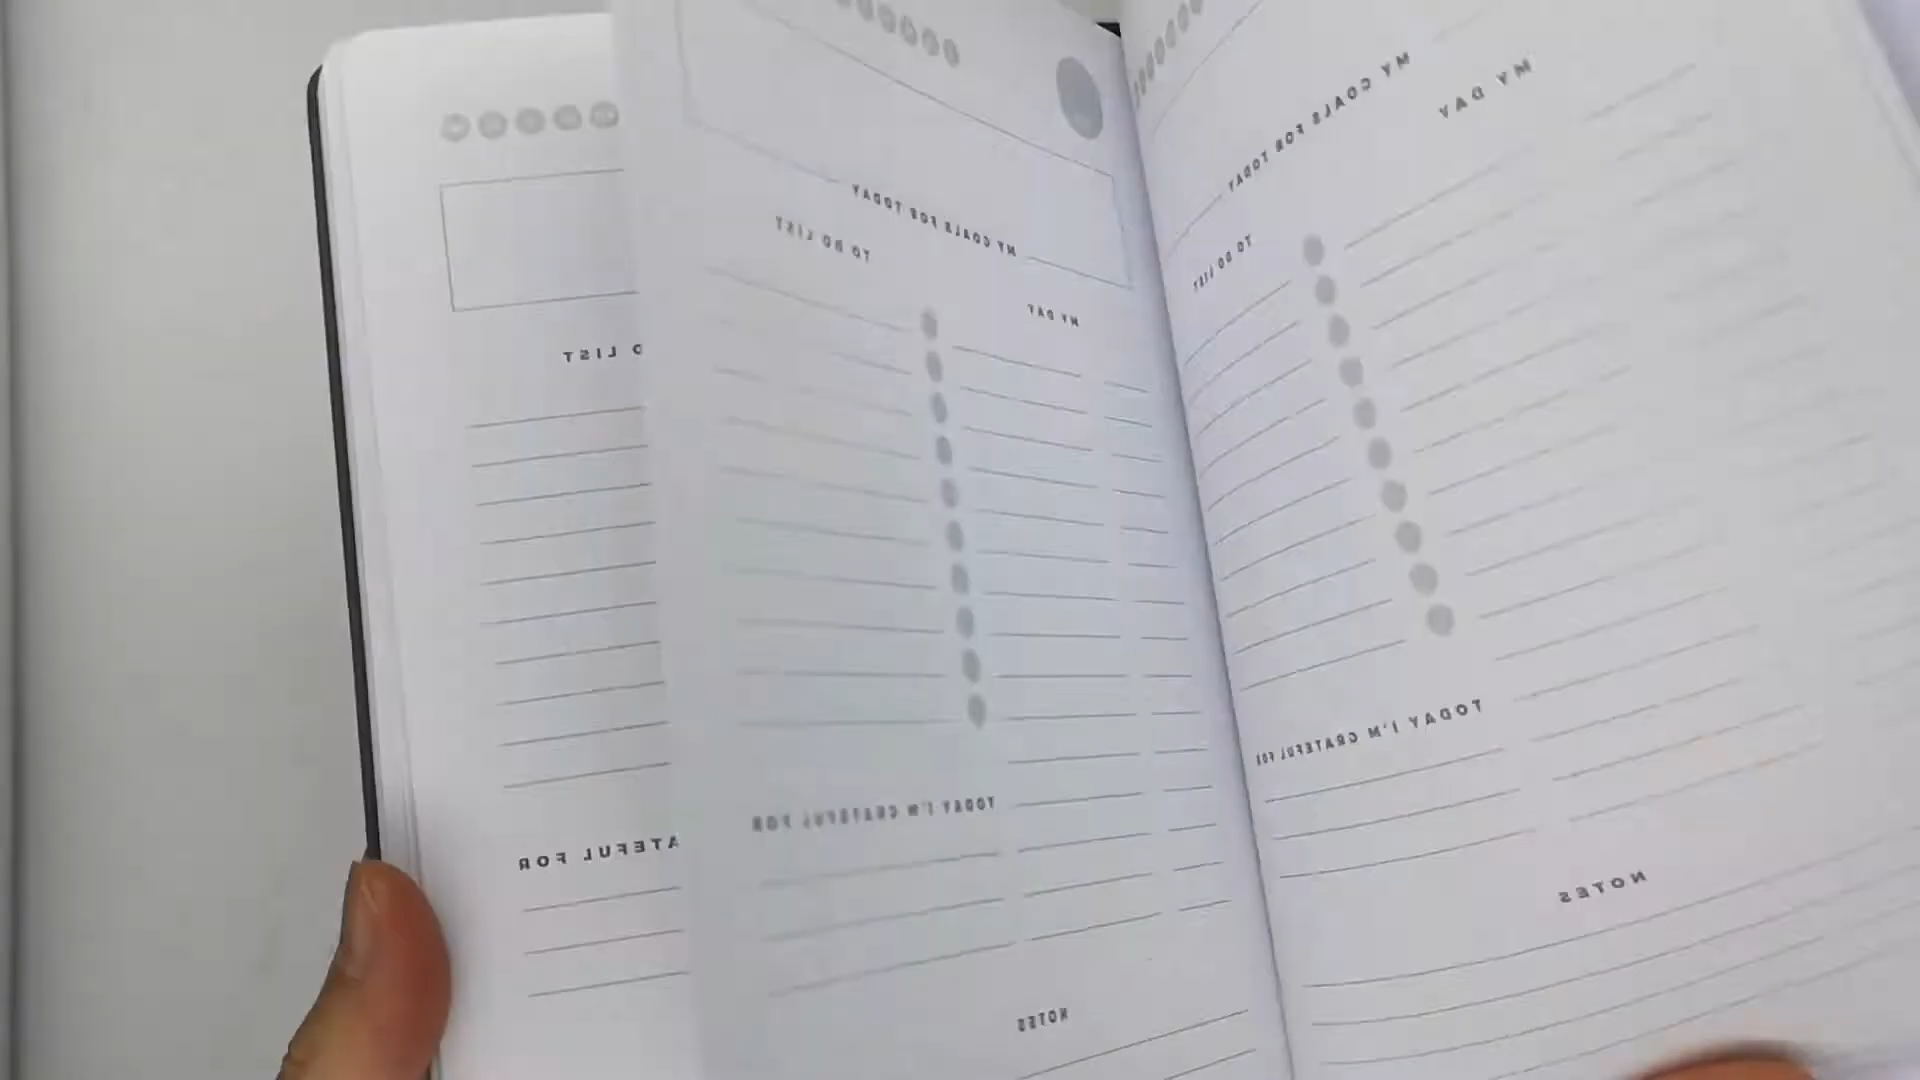 MY GOALS FOR TODAY
TO DO LIST
MY DAY
TODAY I'M GRATEFUL FOR
NOTES
MY GOALS FOR TODAY
MY DAY
TO DO LIST
TODAY I'M GRATEFUL FOR
NOTES
LIST
ATEFUL FOR